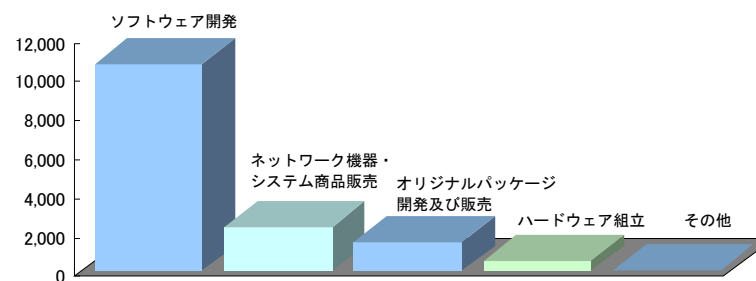 ソフトウェア開発
12,000
10,000
8,000
6,000
4,000
2,000
0
ネットワーク機器・
システム商品販売
オリジナルパッケージ
開発及び販売
ハードウェア組立
その他